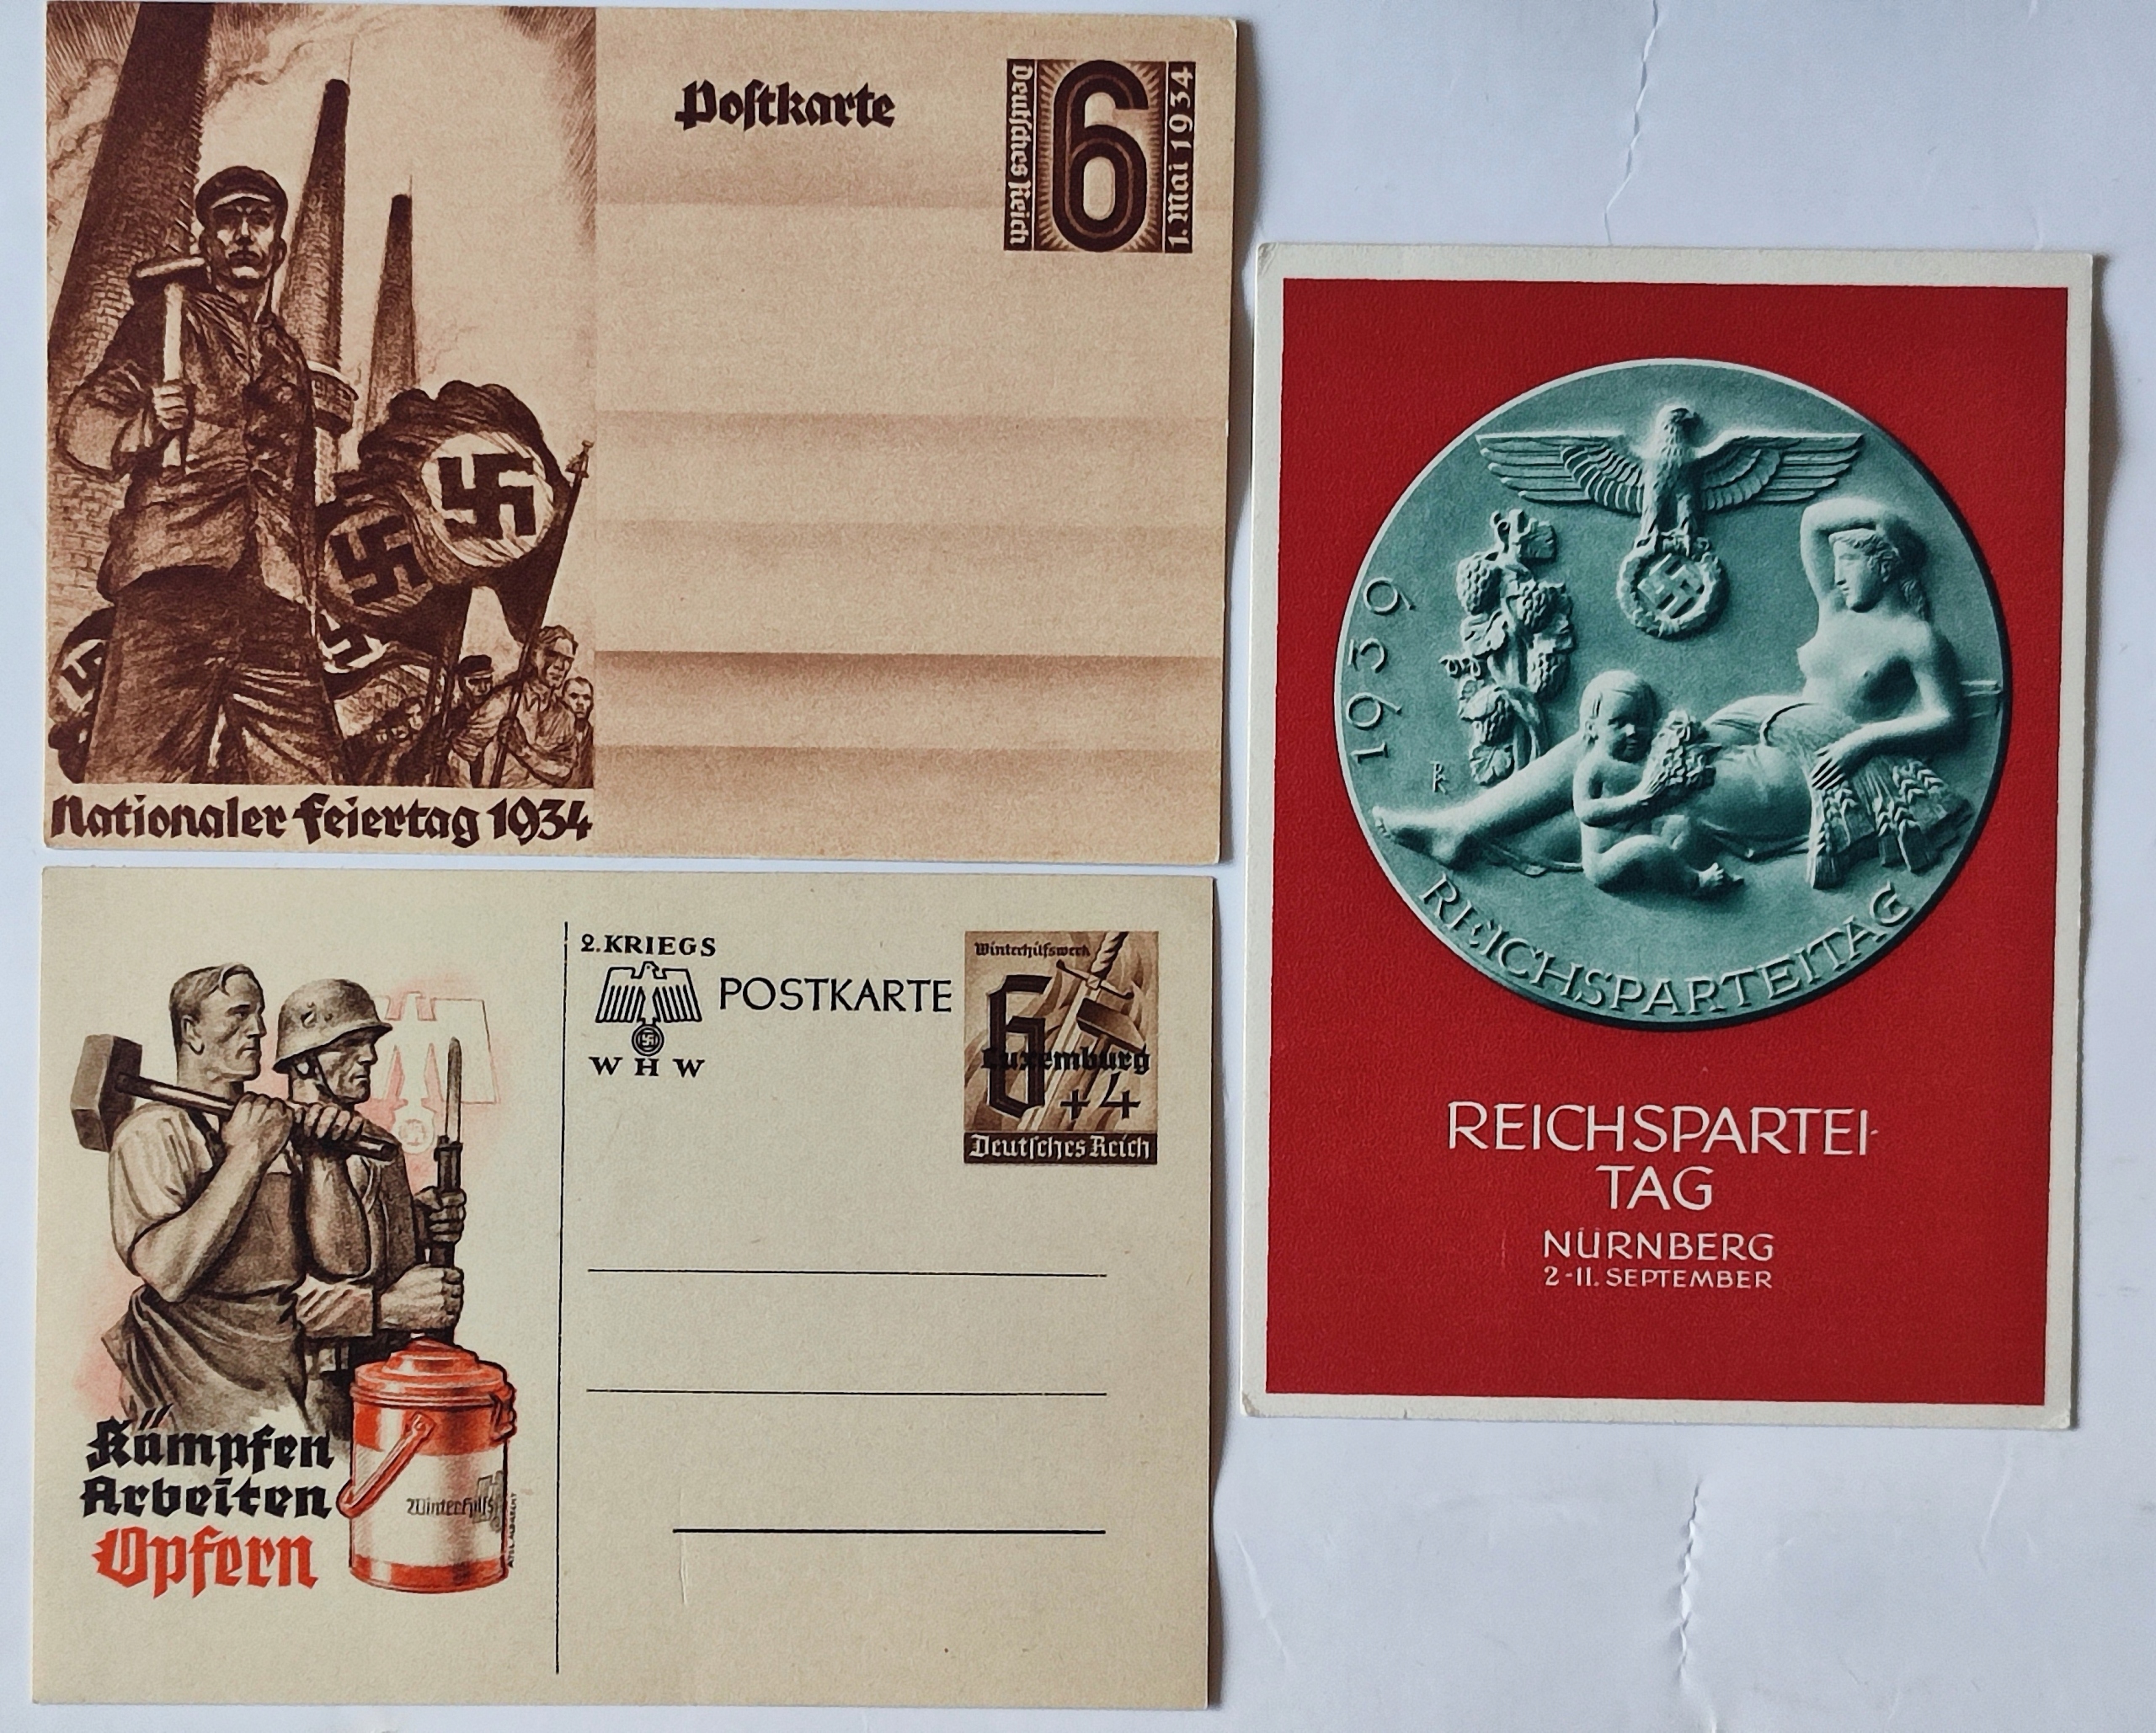 Postkarte
Deutsches Reich
6
1. Mai 1934
Nationaler Feiertag 1934
2. KRIEGS
WHW
POSTKARTE
Winterhilfswerk
6
Luxemburg
+4
Deutsches Reich
Kämpfen
Arbeiten
Opfern
Winterhilfs
1939
REICHSPARTEITAG
REICHSPARTEI-
TAG
NÜRNBERG
2-11. SEPTEMBER